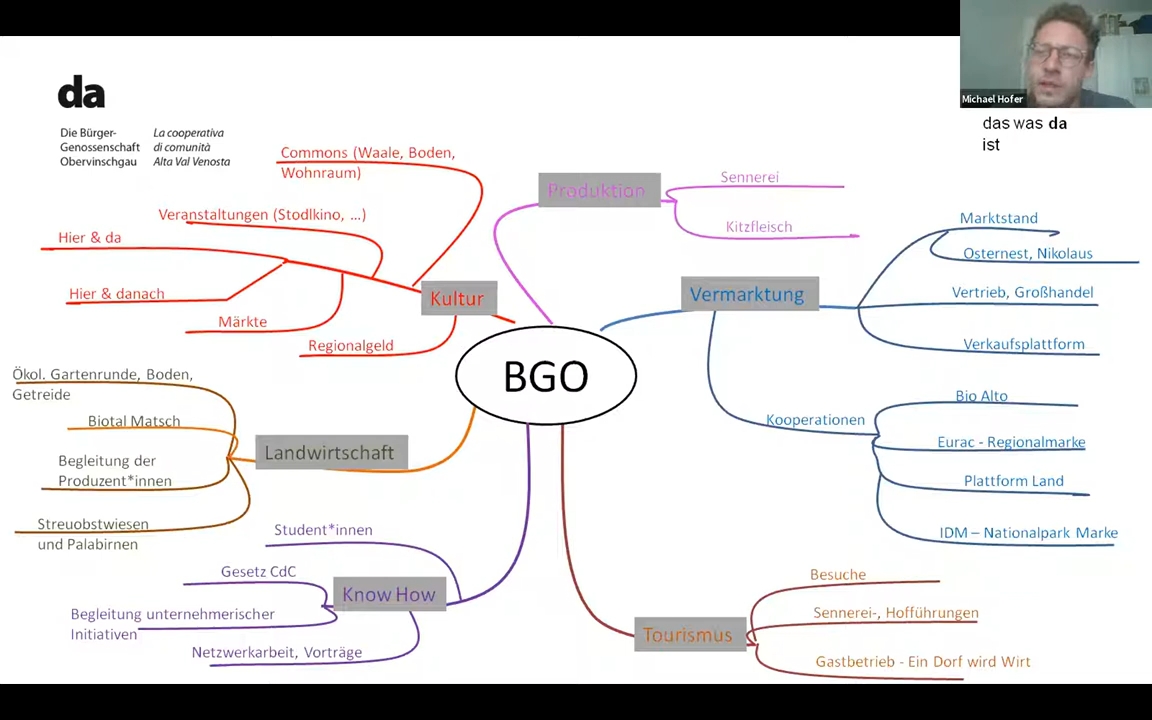 Michael Hofer
das was da
ist
da
Die Bürger-
Genossenschaft
Obervinschgau
La cooperativa
di comunità
Alta Val Venosta
Commons (Waale, Boden,
Wohnraum)
Veranstaltungen (Stodlkino, ...)
Hier & da
Hier & danach
Märkte
Regionalgeld
Kultur
Produktion
Sennerei
Kitzfleisch
Vermarktung
Marktstand
Osternest, Nikolaus
Vertrieb, Großhandel
Verkaufsplattform
Kooperationen
Bio Alto
Eurac - Regionalmarke
Plattform Land
IDM – Nationalpark Marke
BGO
Ökol. Gartenrunde, Boden,
Getreide
Biotal Matsch
Begleitung der
Produzent*innen
Streuobstwiesen
und Palabirnen
Landwirtschaft
Student*innen
Gesetz CdC
Begleitung unternehmerischer
Initiativen
Netzwerkarbeit, Vorträge
Know How
Tourismus
Besuche
Sennerei-, Hofführungen
Gastbetrieb - Ein Dorf wird Wirt